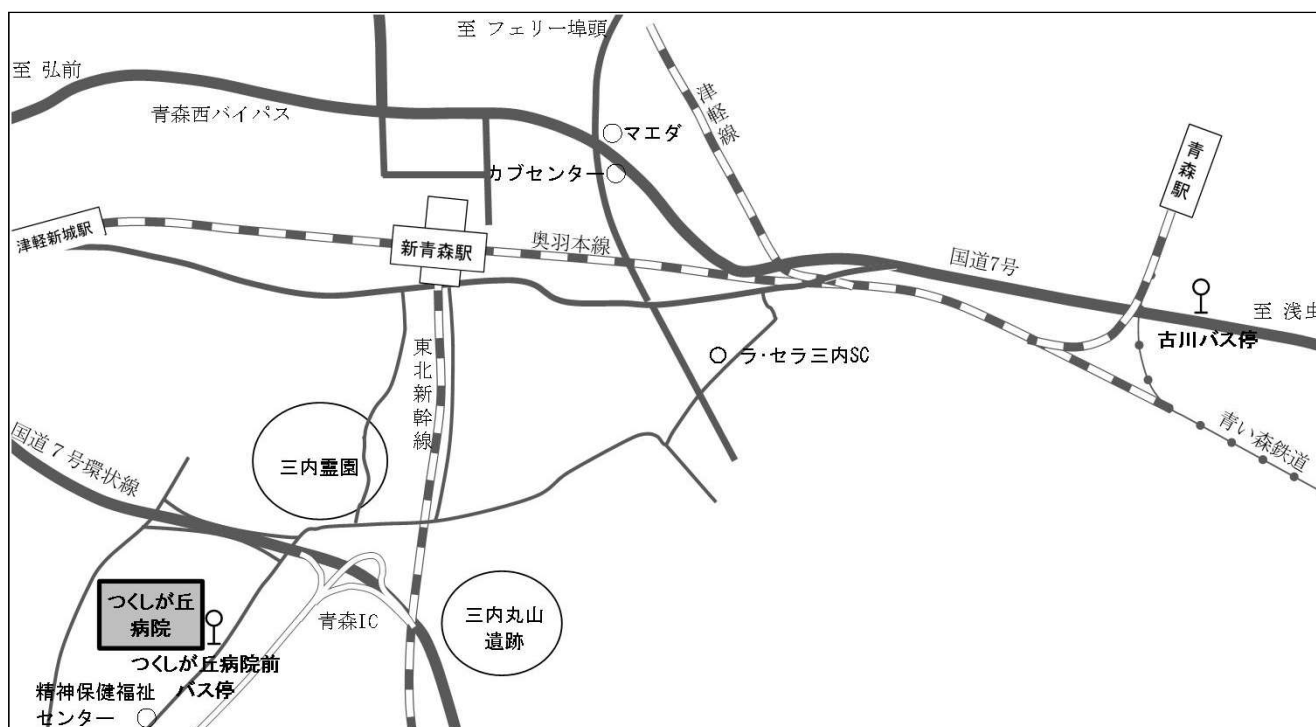 至 フェリー埠頭
至 弘前
青森西バイパス
津軽線
マエダ
カブセンター
青森駅
津軽新城駅
新青森駅
奥羽本線
国道7号
至 浅虫
古川バス停
ラ・セラ三内SC
東北新幹線
青い森鉄道
国道7号環状線
三内霊園
つくしが丘
病院
青森IC
三内丸山
遺跡
つくしが丘病院前
バス停
精神保健福祉
センター